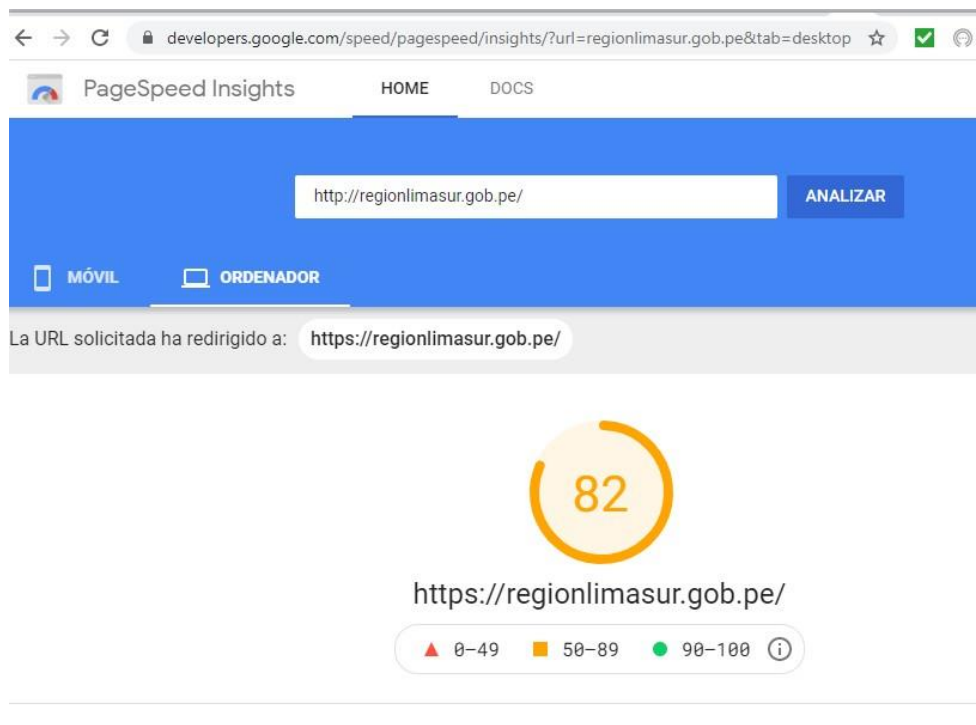 developers.google.com/speed/pagespeed/insights/?url=regionlimasur.gob.pe&tab=desktop
PageSpeed Insights HOME DOCS
http://regionlimasur.gob.pe/ ANALIZAR
MÓVIL ORDENADOR
La URL solicitada ha redirigido a: https://regionlimasur.gob.pe/
82
https://regionlimasur.gob.pe/
0–49 50–89 90–100